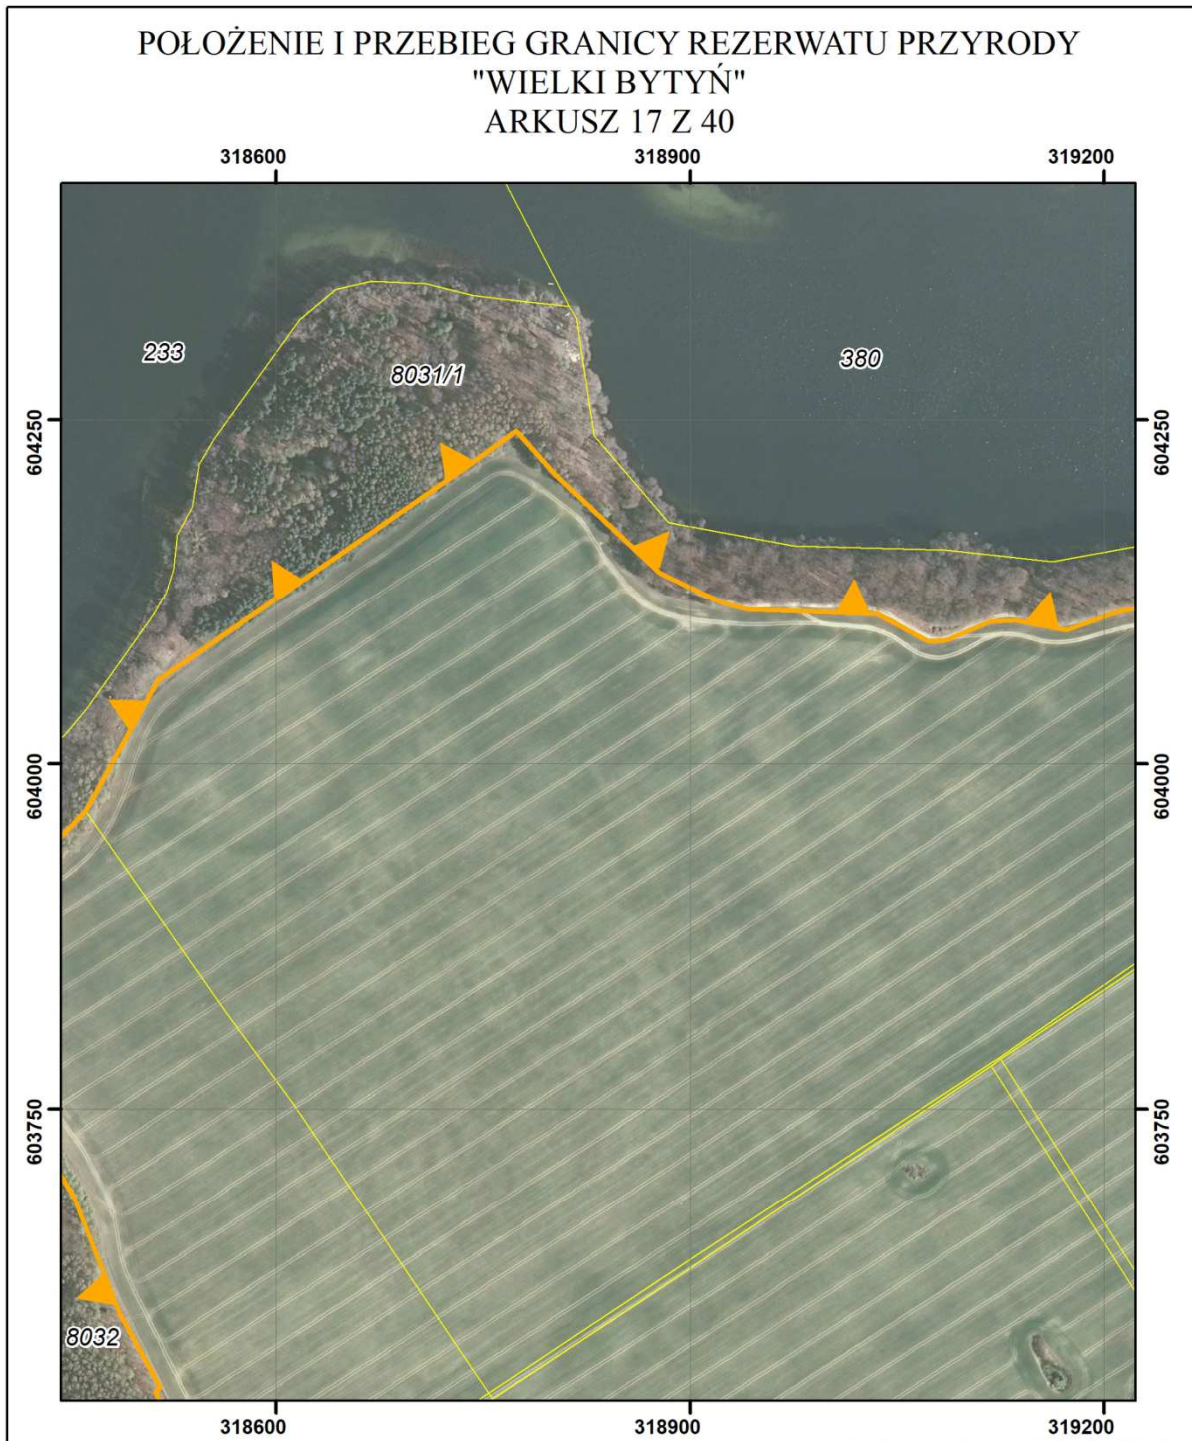 POŁOŻENIE I PRZEBIEG GRANICY REZERWATU PRZYRODY
"WIELKI BYTYŃ"
ARKUSZ 17 Z 40
318600 318900 319200
233
8031/1
380
604250 604250
604000 604000
603750 603750
8032
318600 318900 319200